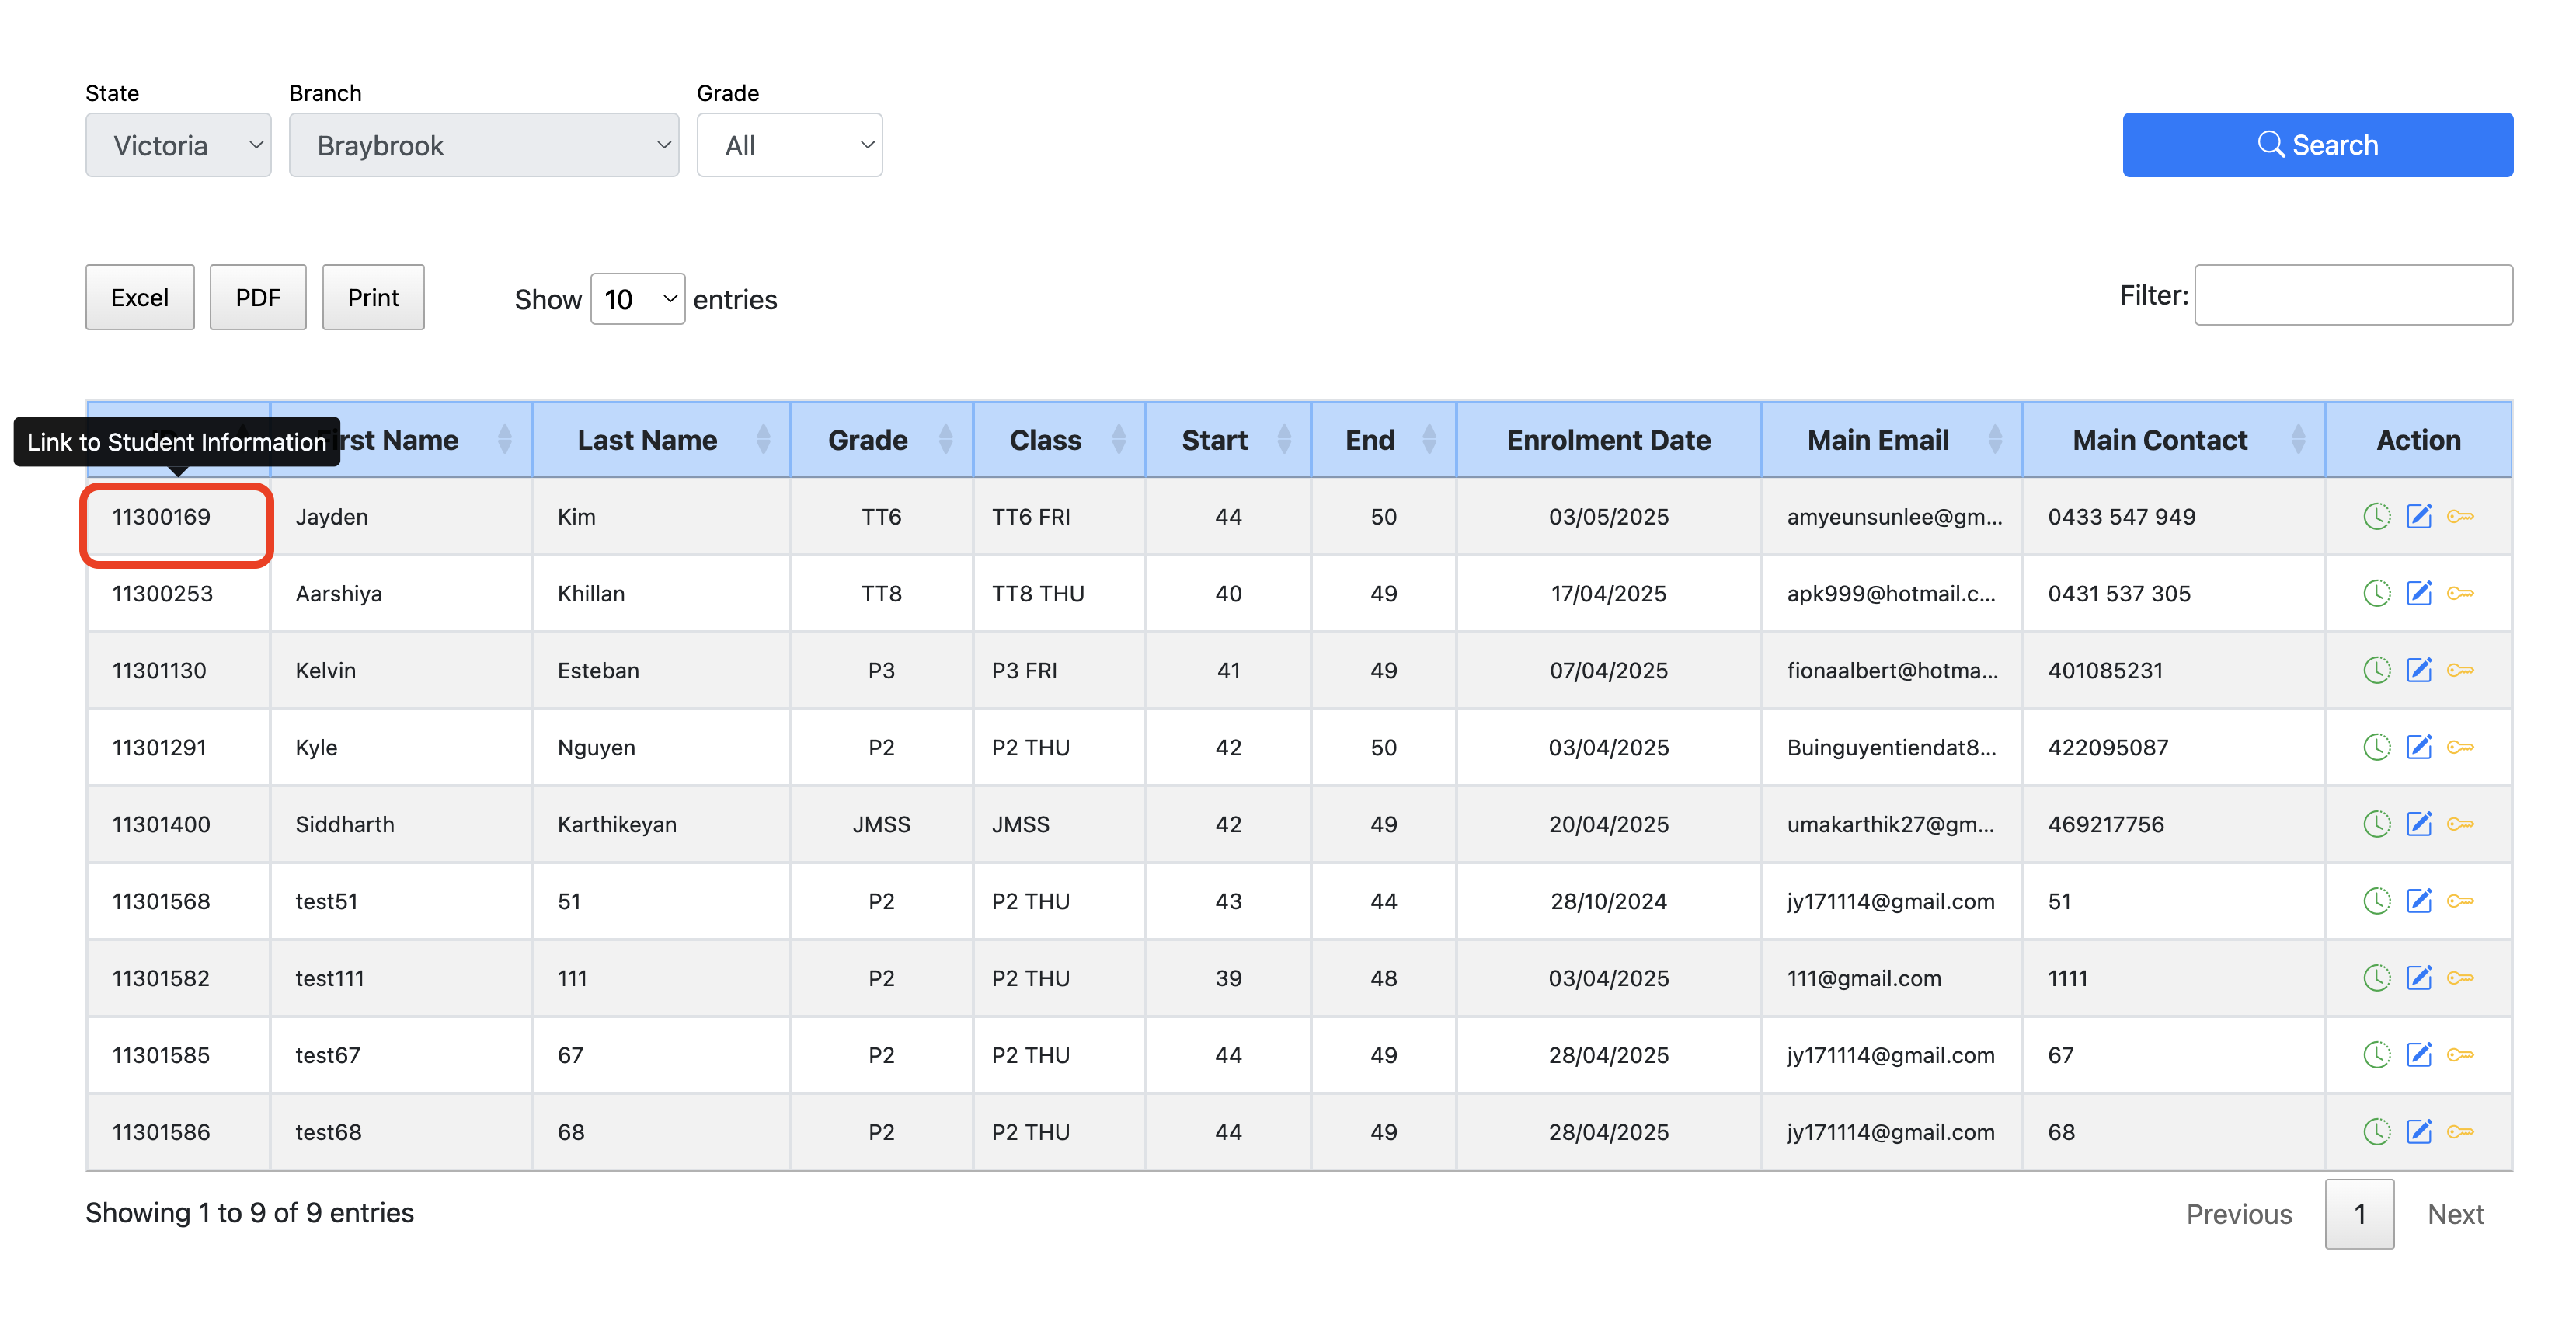 State Branch Grade
Victoria Braybrook All Search
Excel PDF Print Show 10 entries Filter:
Link to Student Information
First Name Last Name Grade Class Start End Enrolment Date Main Email Main Contact Action
11300169 Jayden Kim TT6 TT6 FRI 44 50 03/05/2025 amyeunsunlee@gm... 0433 547 949
11300253 Aarshiya Khillan TT8 TT8 THU 40 49 17/04/2025 apk999@hotmail.c... 0431 537 305
11301130 Kelvin Esteban P3 P3 FRI 41 49 07/04/2025 fionaalbert@hotma... 401085231
11301291 Kyle Nguyen P2 P2 THU 42 50 03/04/2025 Buinguyentiendat8... 422095087
11301400 Siddharth Karthikeyan JMSS JMSS 42 49 20/04/2025 umakarthik27@gm... 469217756
11301568 test51 51 P2 P2 THU 43 44 28/10/2024 jy171114@gmail.com 51
11301582 test111 111 P2 P2 THU 39 48 03/04/2025 111@gmail.com 1111
11301585 test67 67 P2 P2 THU 44 49 28/04/2025 jy171114@gmail.com 67
11301586 test68 68 P2 P2 THU 44 49 28/04/2025 jy171114@gmail.com 68
Showing 1 to 9 of 9 entries Previous 1 Next